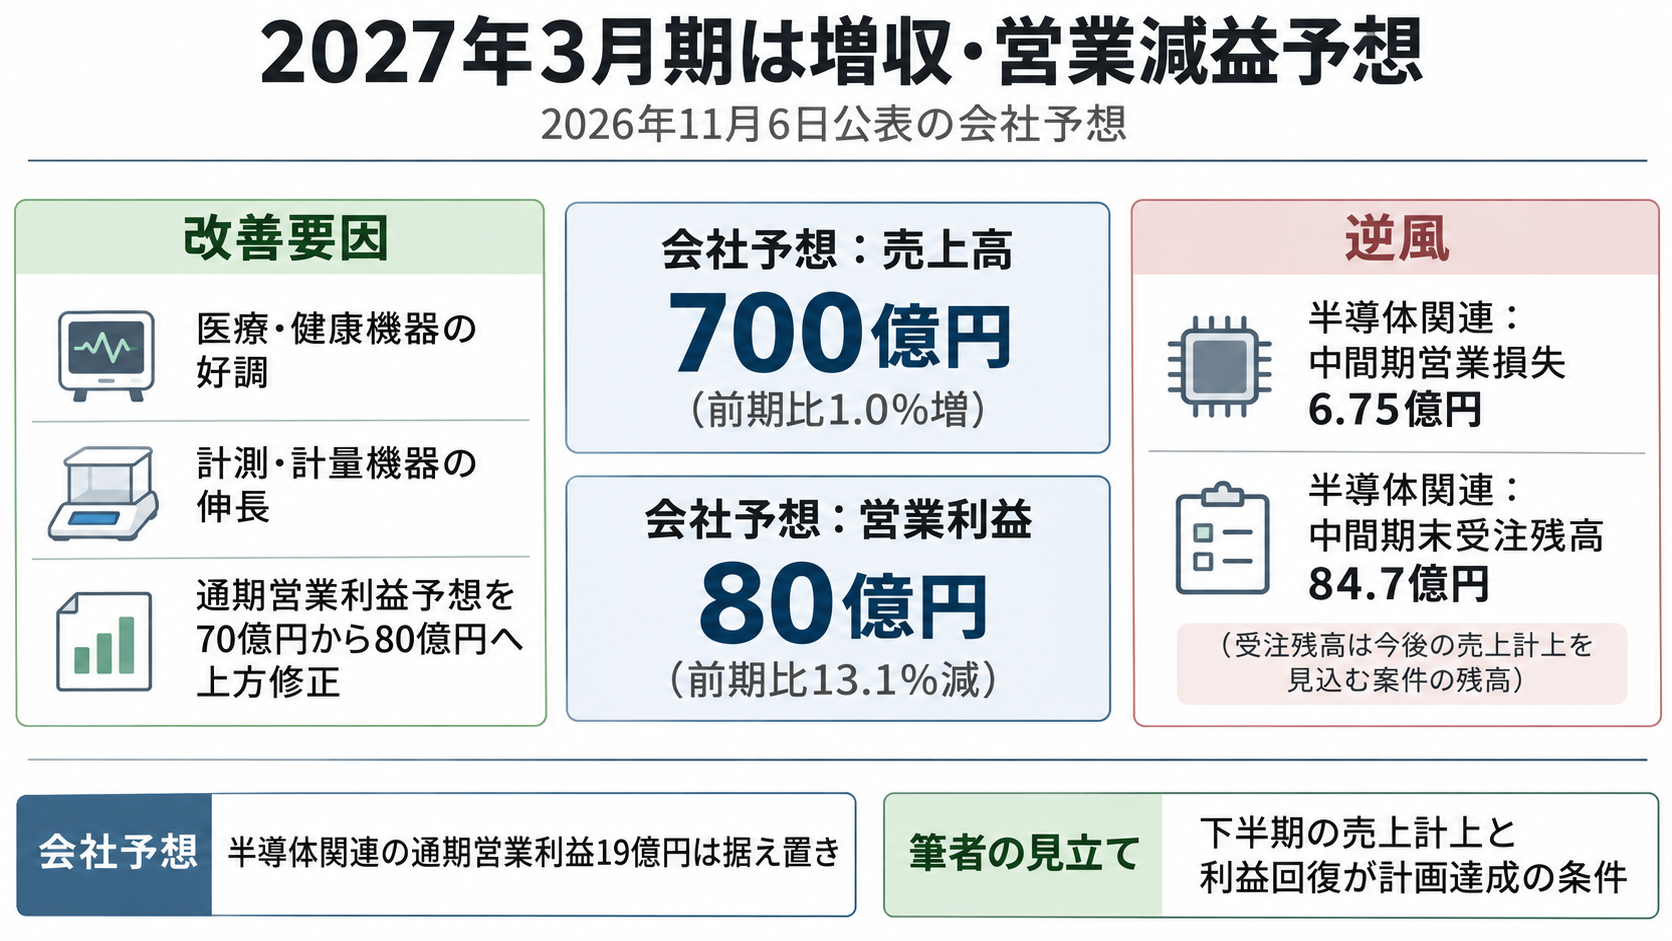 2027年3月期は増収・営業減益予想
2026年11月6日公表の会社予想
改善要因
医療・健康機器の
好調
計測・計量機器の
伸長
通期営業利益予想を
70億円から80億円へ
上方修正
会社予想：売上高
700億円
（前期比1.0％増）
会社予想：営業利益
80億円
（前期比13.1％減）
逆風
半導体関連：
中間期営業損失
6.75億円
半導体関連：
中間期末受注残高
84.7億円
（受注残高は今後の売上計上を
見込む案件の残高）
会社予想
半導体関連の通期営業利益19億円は据え置き
筆者の見立て
下半期の売上計上と
利益回復が計画達成の条件